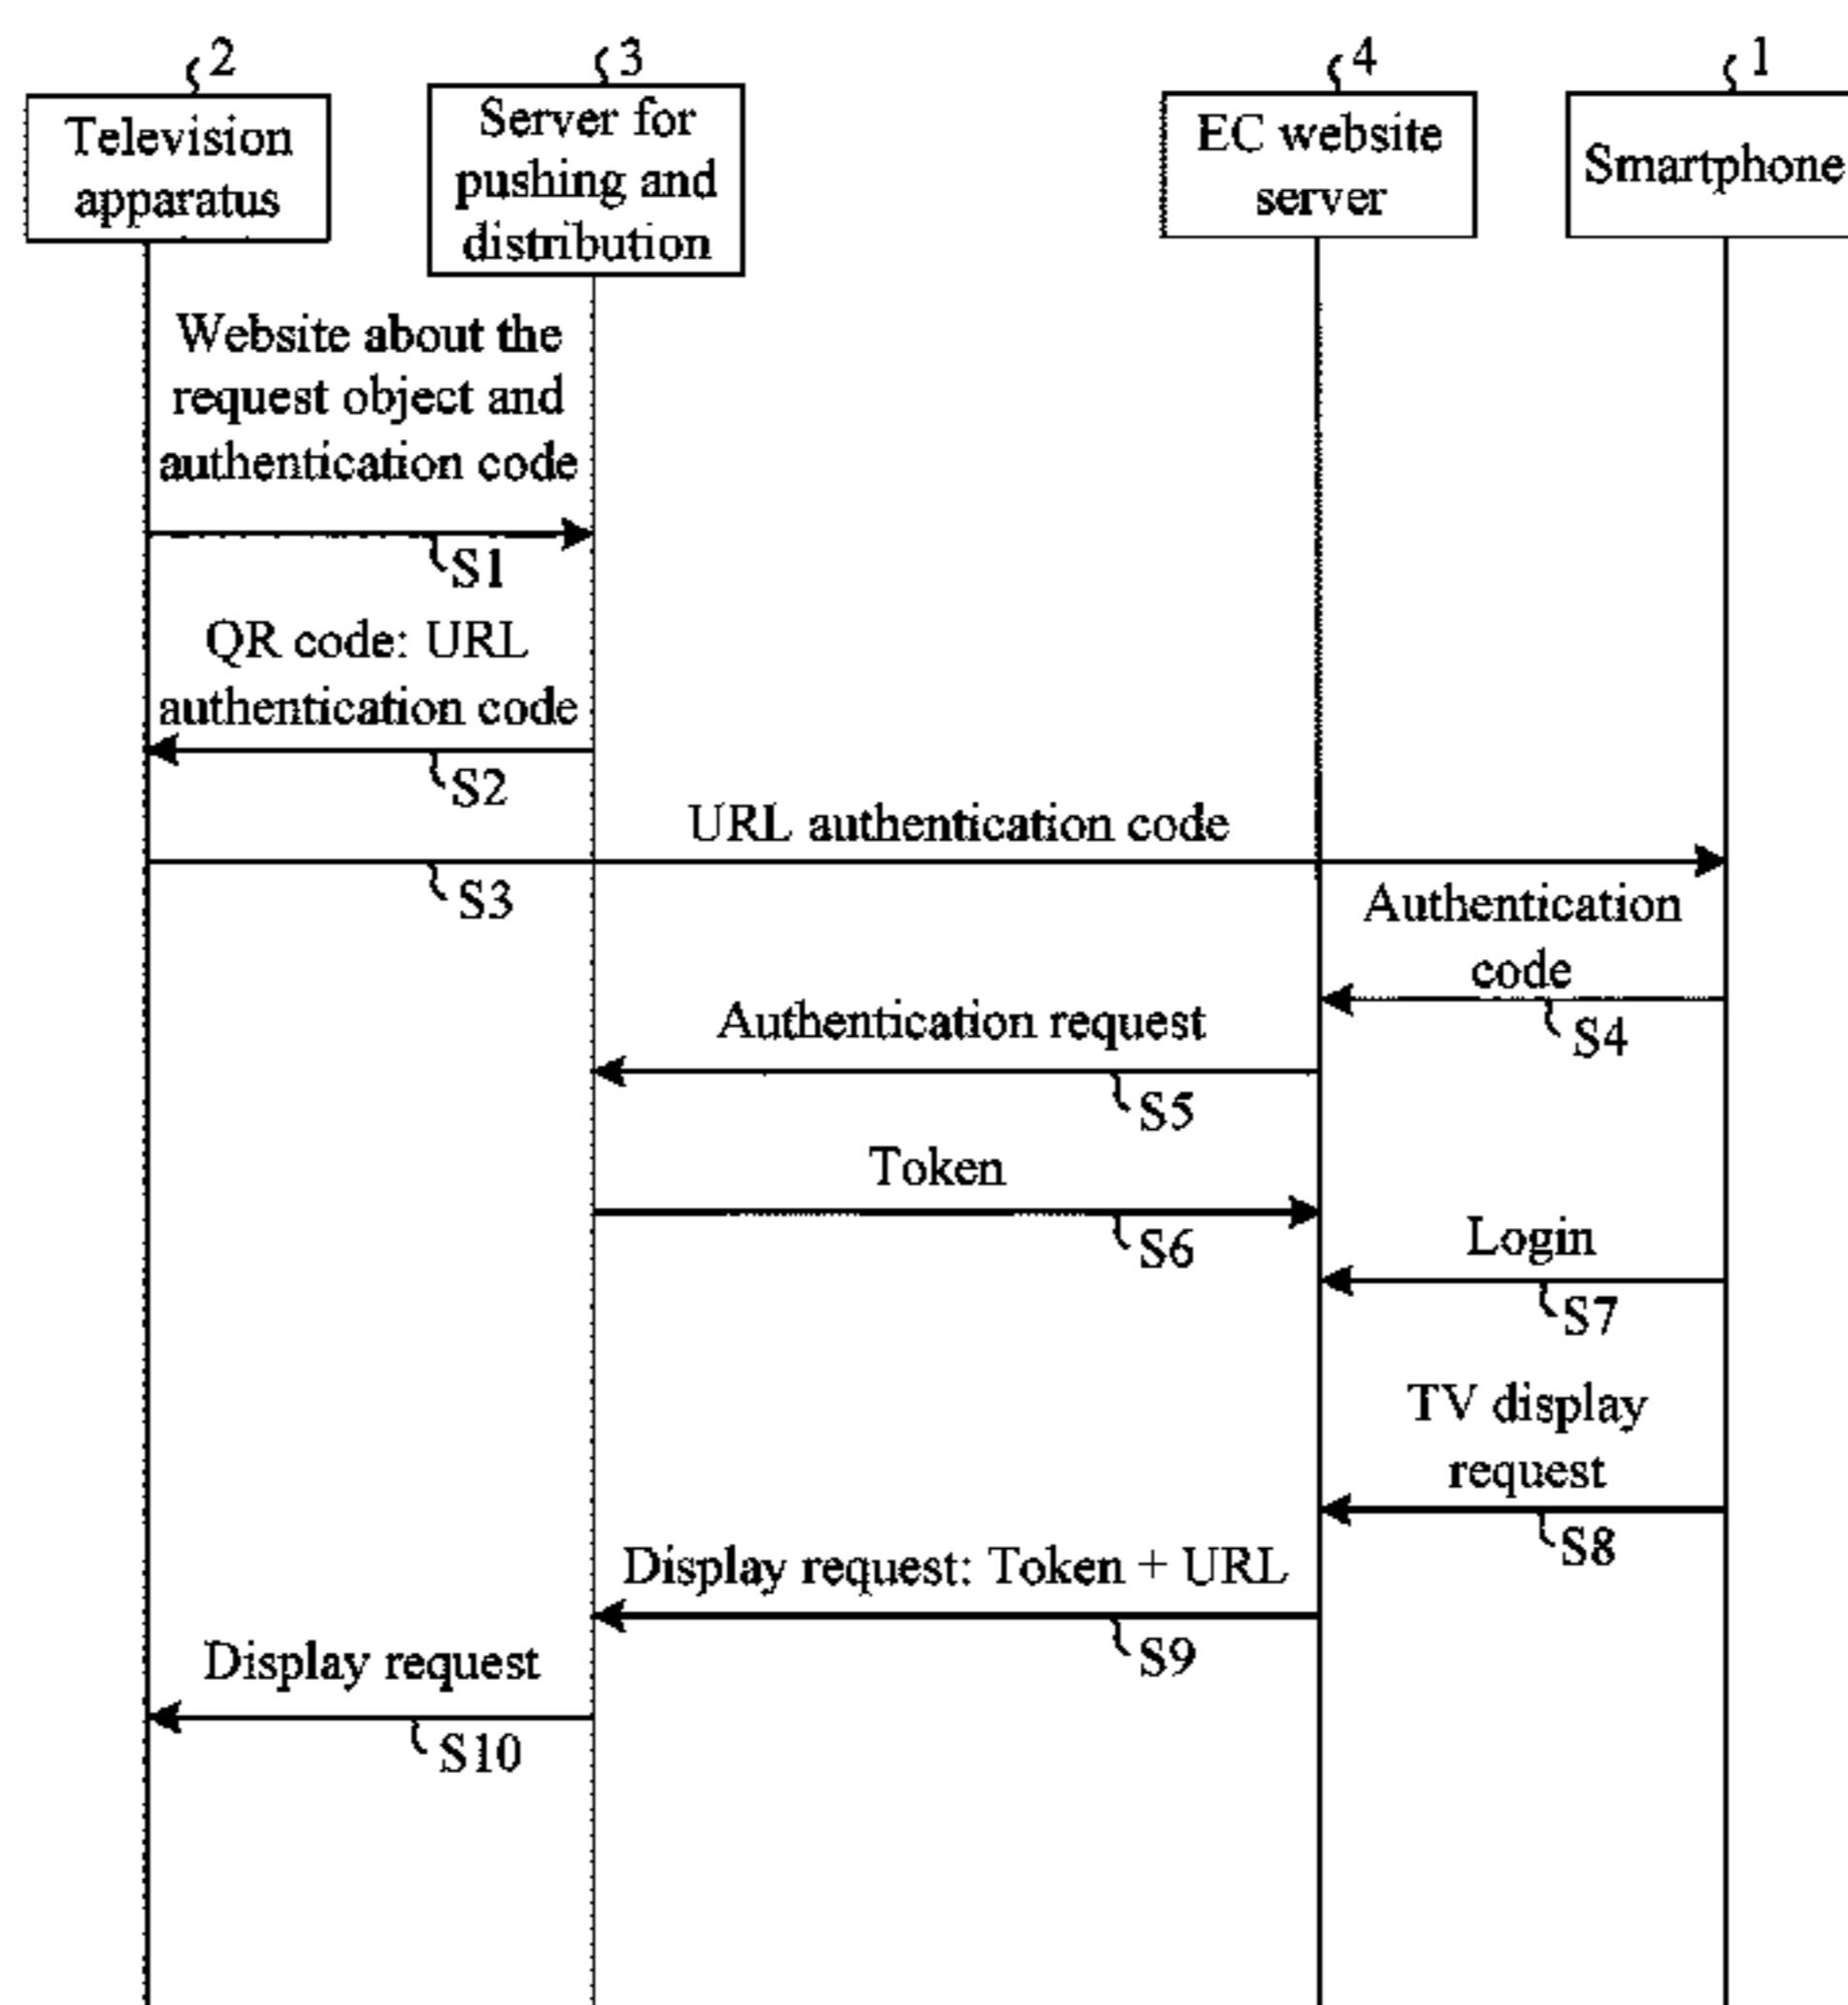 2
3
4
1
Television
apparatus
Server for
pushing and
distribution
EC website
server
Smartphone
Website about the
request object and
authentication code
S1
QR code: URL
authentication code
S2
URL authentication code
S3
Authentication
code
S4
Authentication request
S5
Token
S6
Login
S7
TV display
request
S8
Display request: Token + URL
S9
Display request
S10